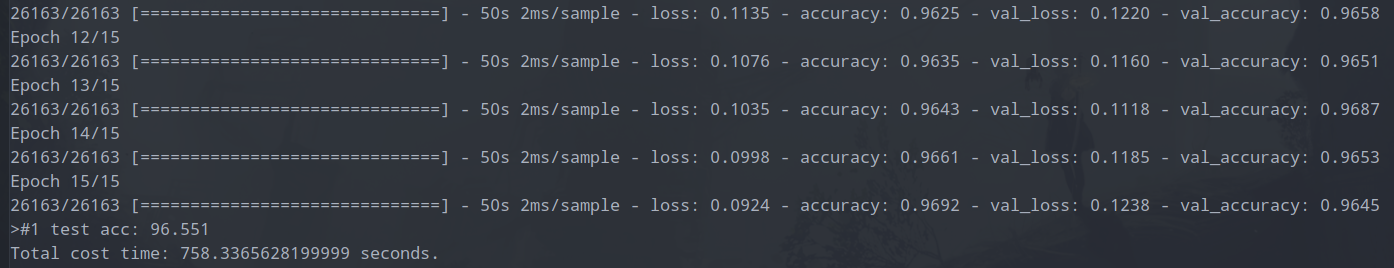 26163/26163 [==============================] - 50s 2ms/sample - loss: 0.1135 - accuracy: 0.9625 - val_loss: 0.1220 - val_accuracy: 0.9658
Epoch 12/15
26163/26163 [==============================] - 50s 2ms/sample - loss: 0.1076 - accuracy: 0.9635 - val_loss: 0.1160 - val_accuracy: 0.9651
Epoch 13/15
26163/26163 [==============================] - 50s 2ms/sample - loss: 0.1035 - accuracy: 0.9643 - val_loss: 0.1118 - val_accuracy: 0.9687
Epoch 14/15
26163/26163 [==============================] - 50s 2ms/sample - loss: 0.0998 - accuracy: 0.9661 - val_loss: 0.1185 - val_accuracy: 0.9653
Epoch 15/15
26163/26163 [==============================] - 50s 2ms/sample - loss: 0.0924 - accuracy: 0.9692 - val_loss: 0.1238 - val_accuracy: 0.9645
>#1 test acc: 96.551
Total cost time: 758.3365628199999 seconds.